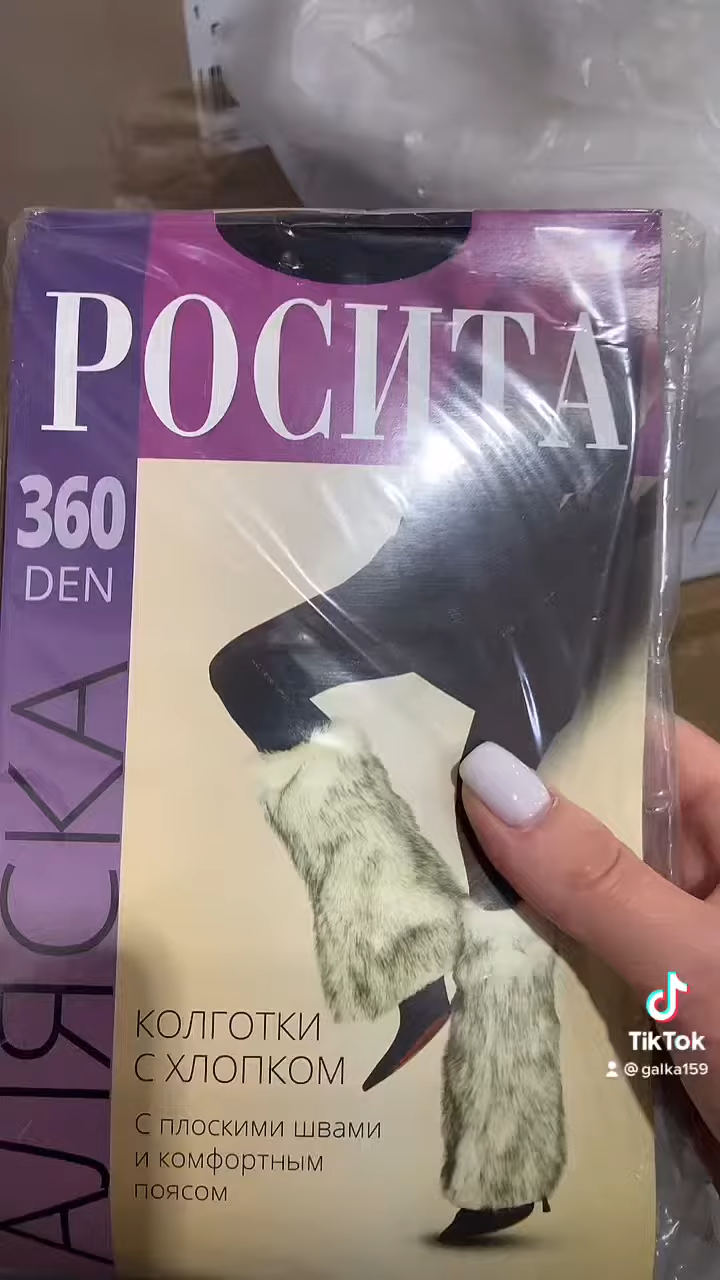 РОСИТА
360
DEN
АЛЯСКА
КОЛГОТКИ
С ХЛОПКОМ
С плоскими швами
и комфортным
поясом
TikTok
@galka159